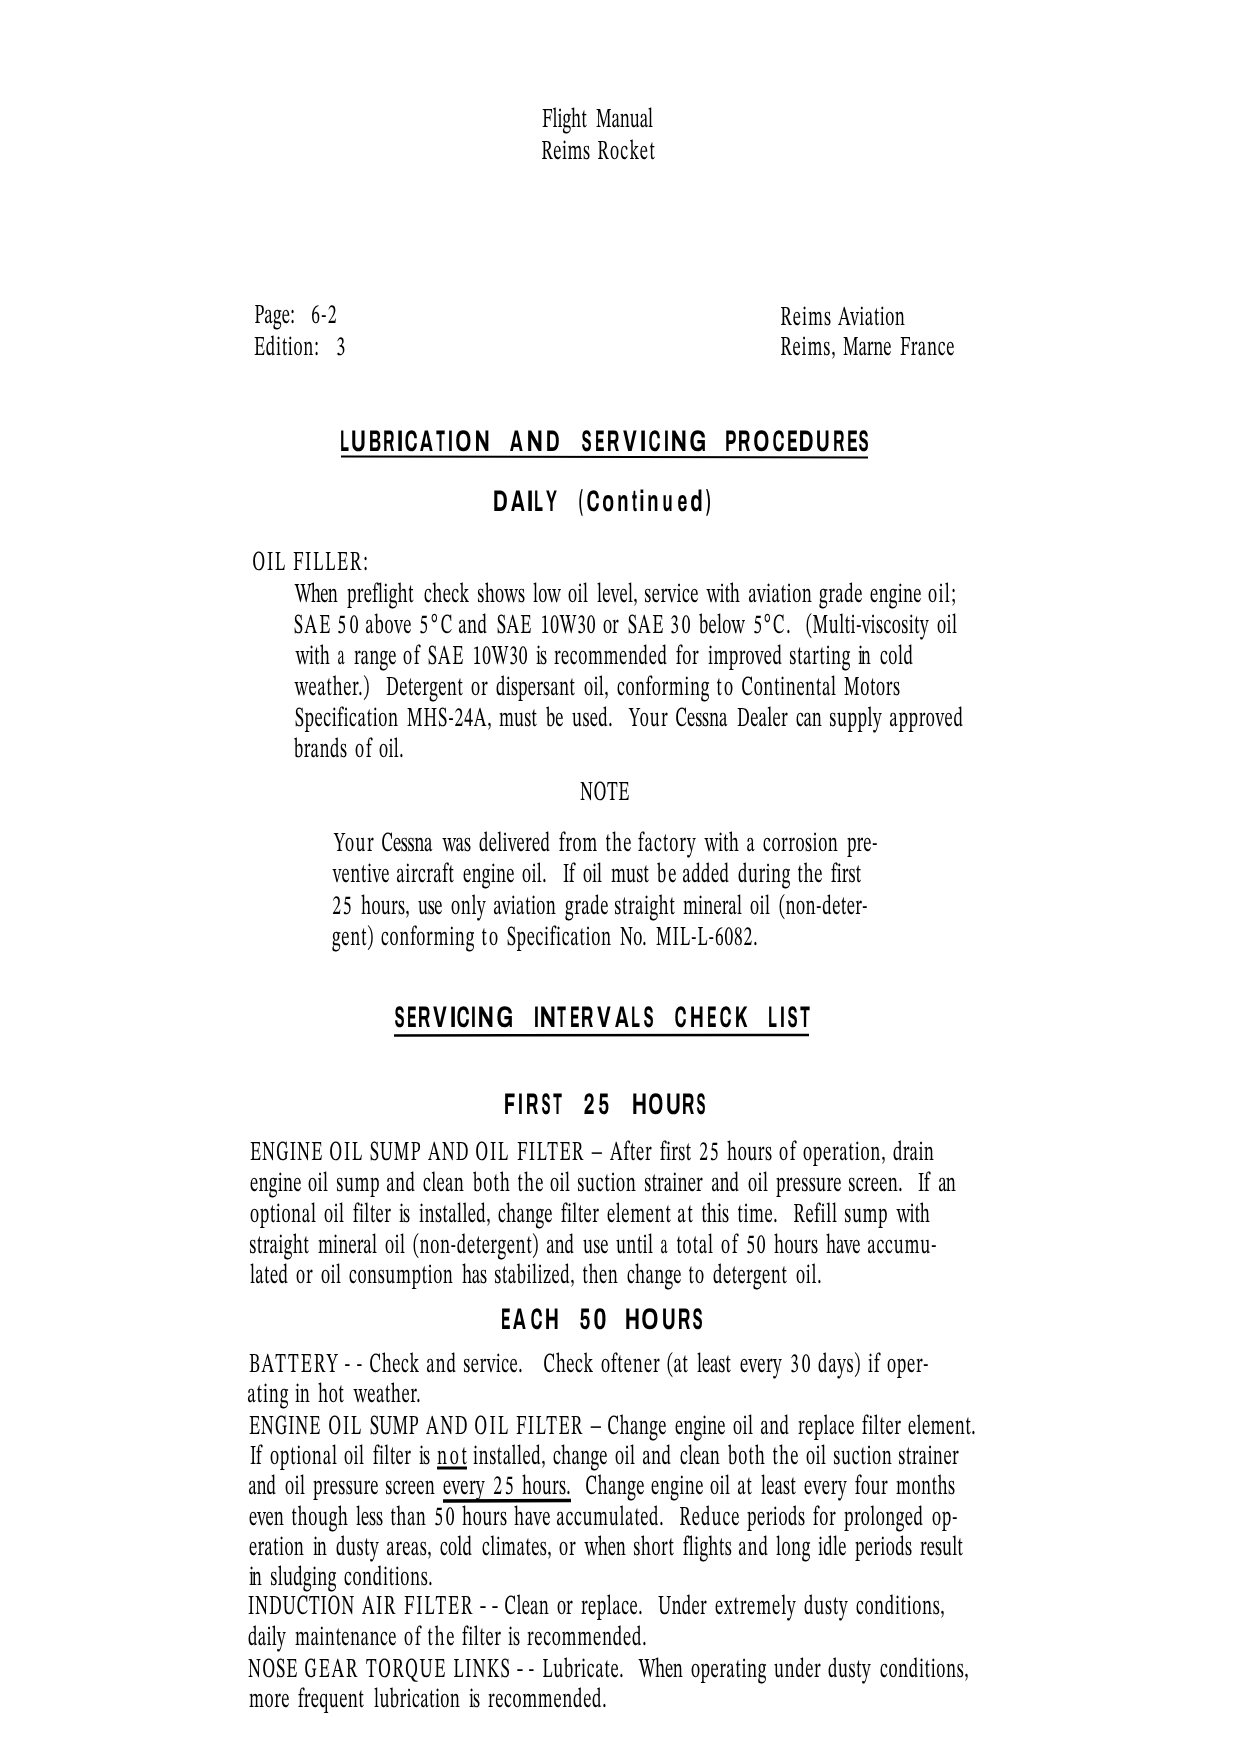 Flight Manual
Reims Rocket
Page: 6-2
Edition: 3
Reims Aviation
Reims, Marne France
LUBRICATION AND SERVICING PROCEDURES
DAILY (Continued)
OIL FILLER:
When preflight check shows low oil level, service with aviation grade engine oil;
SAE 50 above 5°C and SAE 10W30 or SAE 30 below 5°C. (Multi-viscosity oil
with a range of SAE 10W30 is recommended for improved starting in cold
weather.) Detergent or dispersant oil, conforming to Continental Motors
Specification MHS-24A, must be used. Your Cessna Dealer can supply approved
brands of oil.
NOTE
Your Cessna was delivered from the factory with a corrosion pre-
ventive aircraft engine oil. If oil must be added during the first
25 hours, use only aviation grade straight mineral oil (non-deter-
gent) conforming to Specification No. MIL-L-6082.
SERVICING INTERVALS CHECK LIST
FIRST 25 HOURS
ENGINE OIL SUMP AND OIL FILTER – After first 25 hours of operation, drain
engine oil sump and clean both the oil suction strainer and oil pressure screen. If an
optional oil filter is installed, change filter element at this time. Refill sump with
straight mineral oil (non-detergent) and use until a total of 50 hours have accumu-
lated or oil consumption has stabilized, then change to detergent oil.
EACH 50 HOURS
BATTERY - - Check and service. Check oftener (at least every 30 days) if oper-
ating in hot weather.
ENGINE OIL SUMP AND OIL FILTER – Change engine oil and replace filter element.
If optional oil filter is not installed, change oil and clean both the oil suction strainer
and oil pressure screen every 25 hours. Change engine oil at least every four months
even though less than 50 hours have accumulated. Reduce periods for prolonged op-
eration in dusty areas, cold climates, or when short flights and long idle periods result
in sludging conditions.
INDUCTION AIR FILTER - - Clean or replace. Under extremely dusty conditions,
daily maintenance of the filter is recommended.
NOSE GEAR TORQUE LINKS - - Lubricate. When operating under dusty conditions,
more frequent lubrication is recommended.